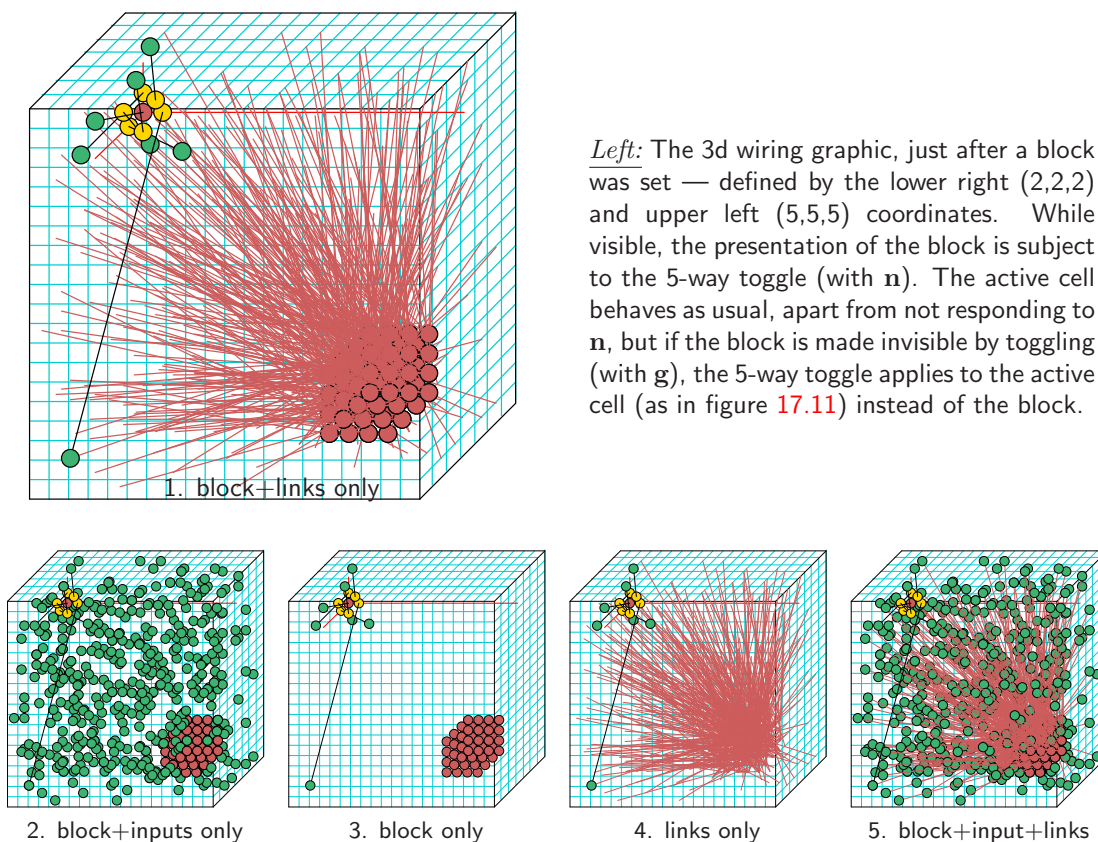 Left: The 3d wiring graphic, just after a block
was set — defined by the lower right (2,2,2)
and upper left (5,5,5) coordinates. While
visible, the presentation of the block is subject
to the 5-way toggle (with n). The active cell
behaves as usual, apart from not responding to
n, but if the block is made invisible by toggling
(with g), the 5-way toggle applies to the active
cell (as in figure 17.11) instead of the block.
1. block+links only
2. block+inputs only
3. block only
4. links only
5. block+input+links